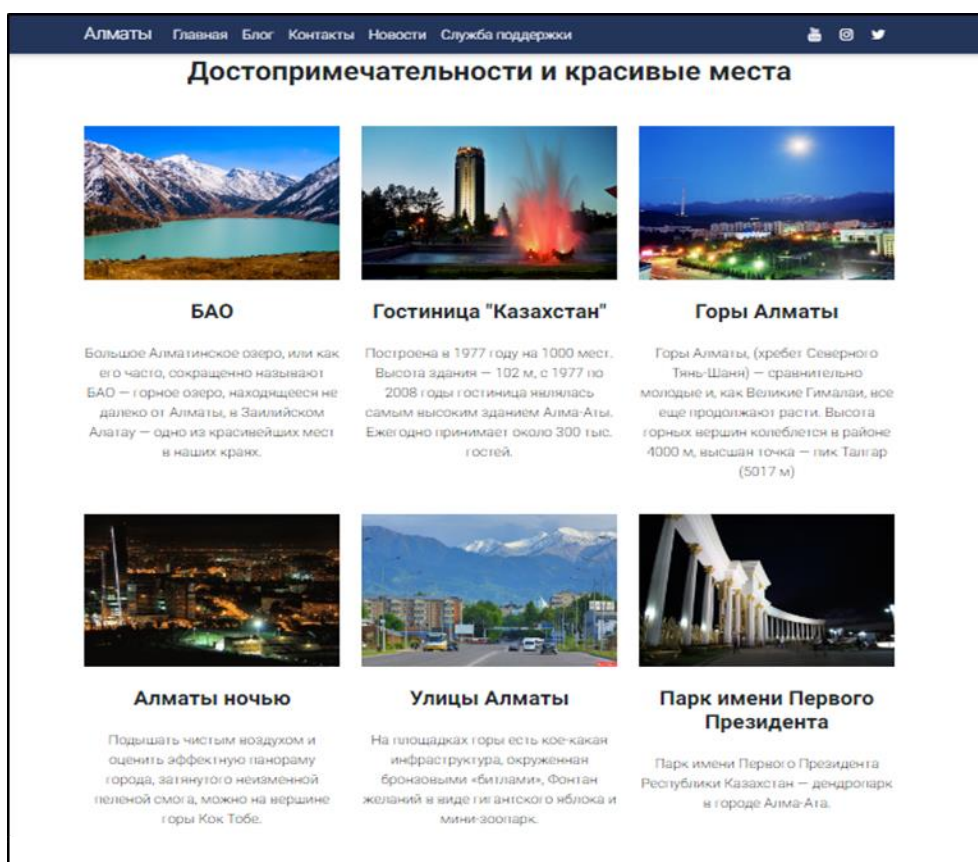 Алматы Главная Блог Контакты Новости Служба поддержки
Достопримечательности и красивые места
БАО
Большое Алматинское озеро, или как
его часто, сокращенно называют
БАО — горное озеро, находящееся не
далеко от Алматы, в Заилийском
Алатау — одно из красивейших мест
в наших краях.
Гостиница "Казахстан"
Построена в 1977 году на 1000 мест.
Высота здания — 102 м, с 1977 по
2008 годы гостиница являлась
самым высоким зданием Алма-Аты.
Ежегодно принимает около 300 тыс.
гостей.
Горы Алматы
Горы Алматы, (хребет Северного
Тянь-Шаня) — сравнительно
молодые и, как Великие Гималаи, все
еще продолжают расти. Высота
горных вершин колеблется в районе
4000 м, высшая точка — пик Талгар
(5017 м)
Алматы ночью
Подышать чистым воздухом и
оценить эффектную панораму
города, затянутого неизменной
пеленой смога, можно на вершине
горы Кок Тобе.
Улицы Алматы
На площадках горы есть кое-какая
инфраструктура, окруженная
бронзовыми «битлами», Фонтан
желаний в виде гигантского яблока и
мини-зоопарк.
Парк имени Первого
Президента
Парк имени Первого Президента
Республики Казахстан — дендропарк
в городе Алма-Ата.